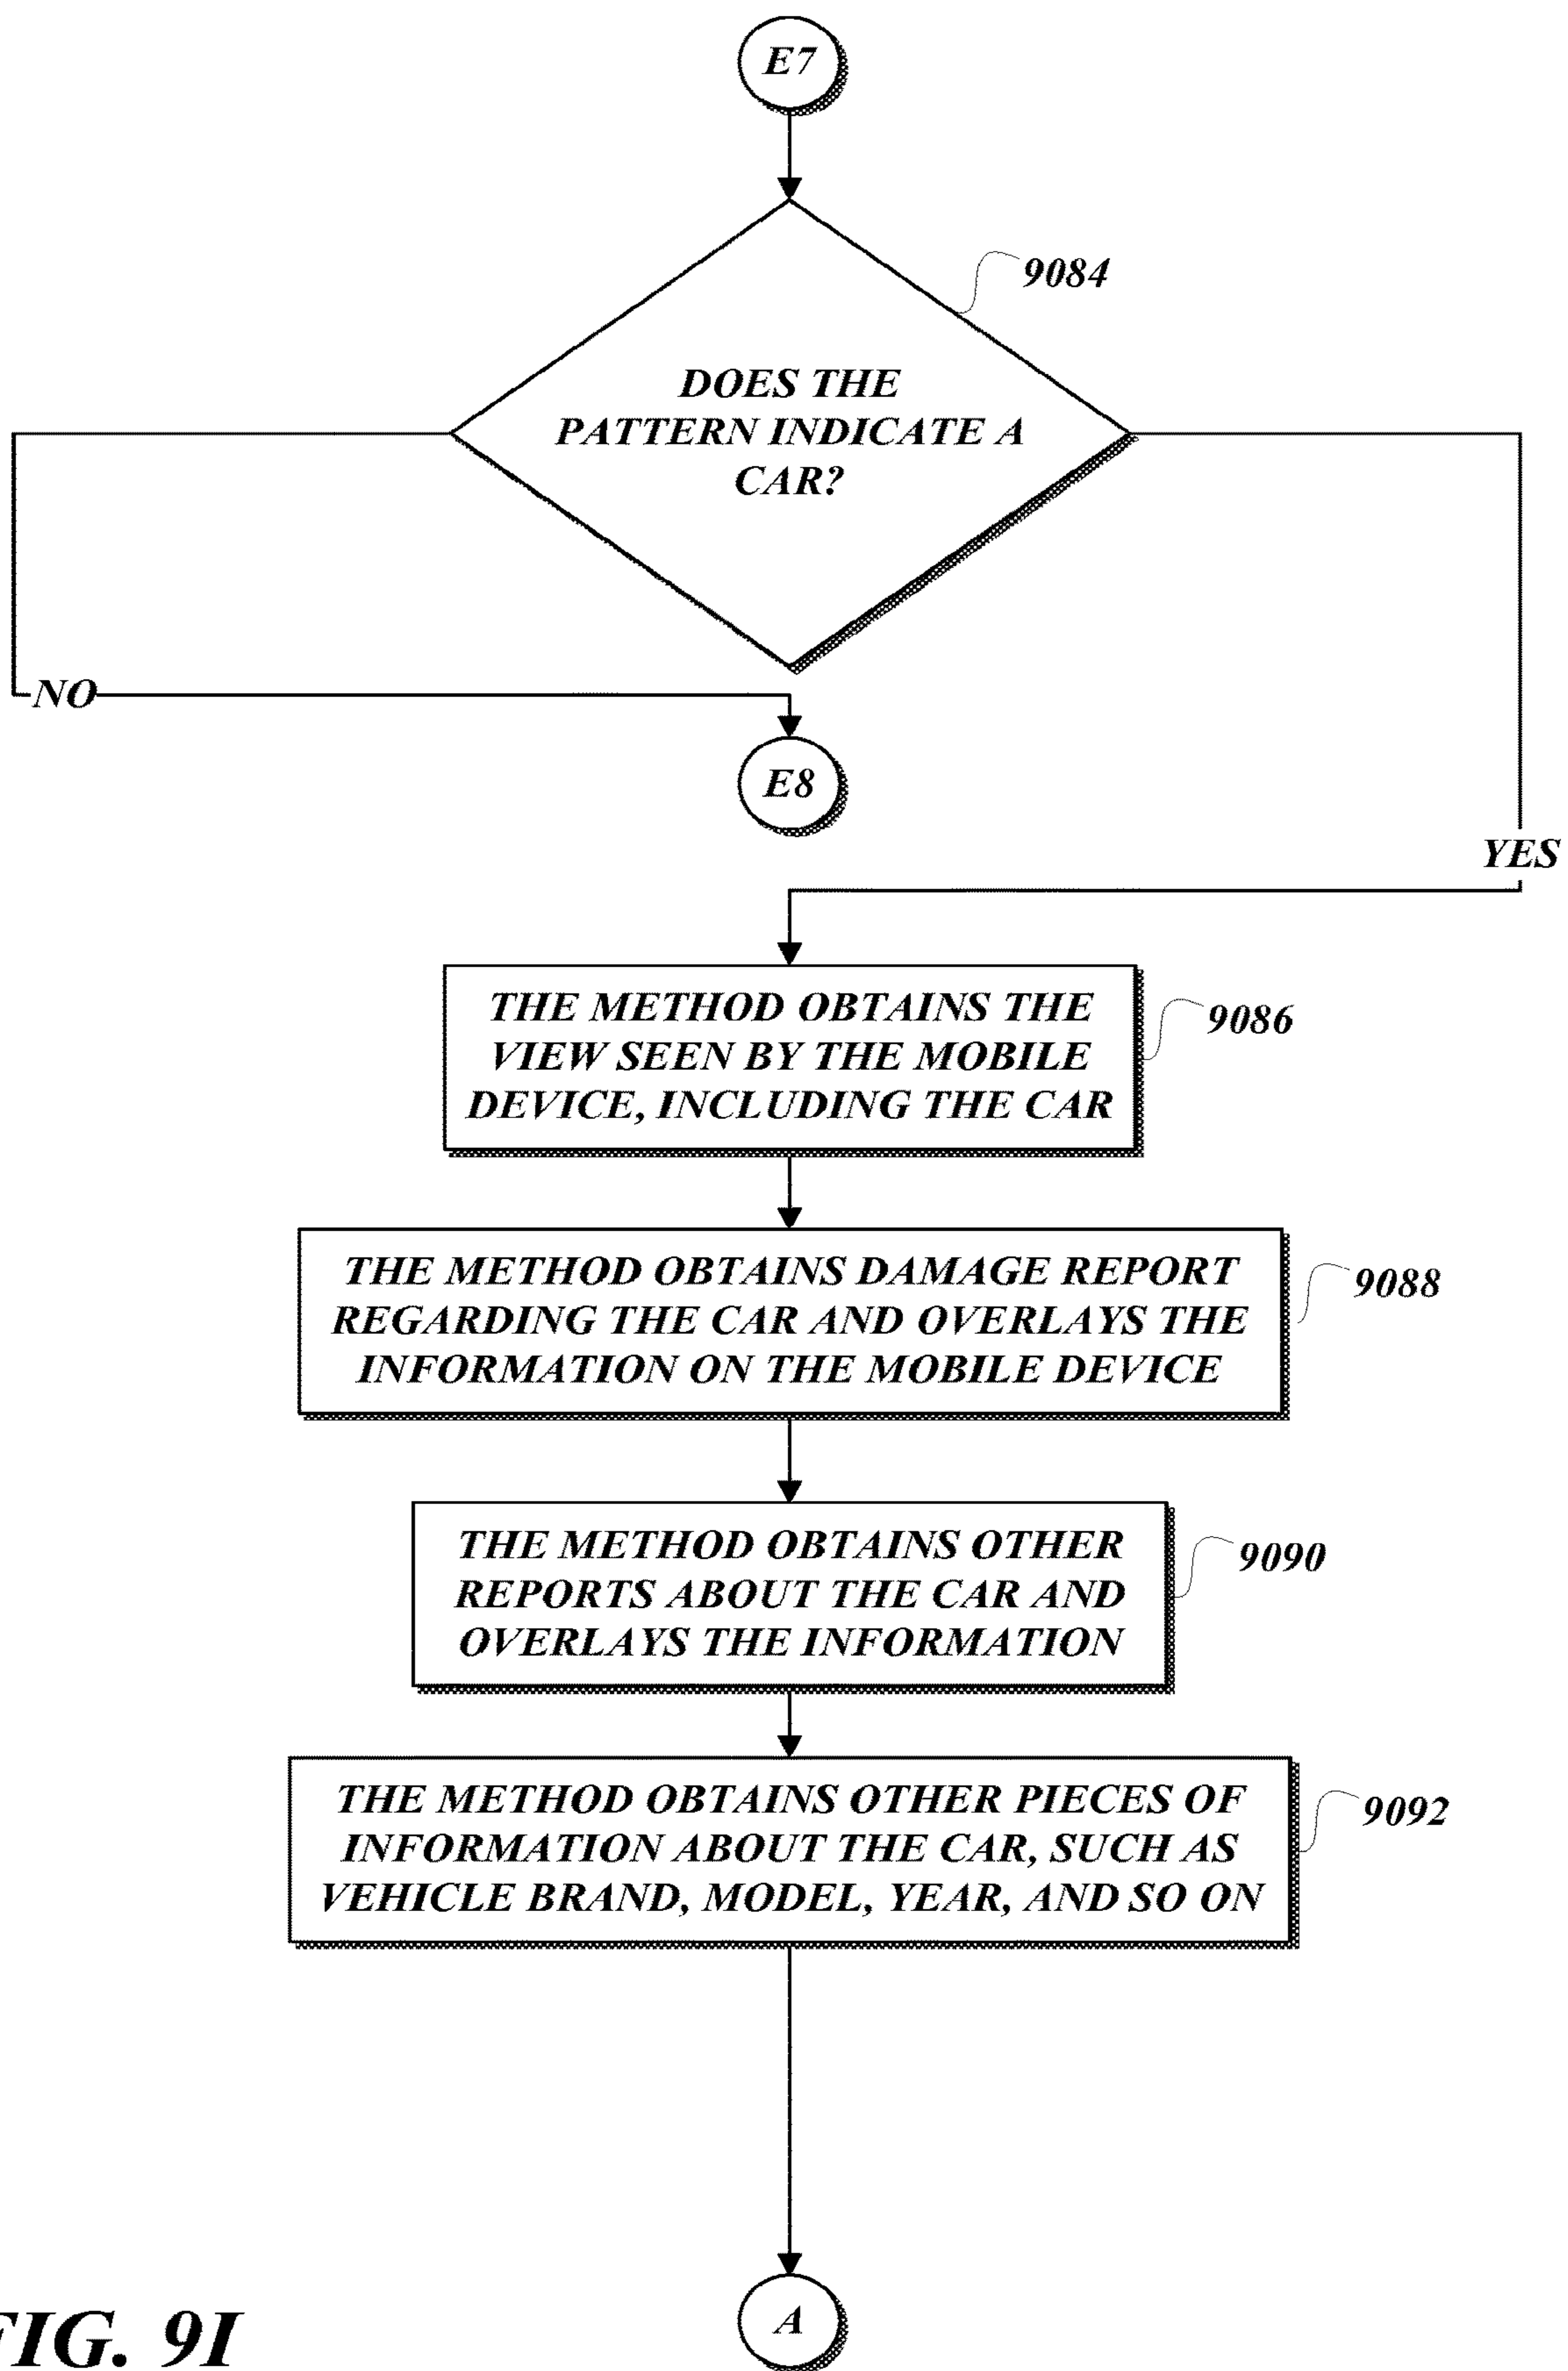 E7
9084
DOES THE
PATTERN INDICATE A
CAR?
NO
E8
YES
THE METHOD OBTAINS THE
VIEW SEEN BY THE MOBILE
DEVICE, INCLUDING THE CAR
9086
THE METHOD OBTAINS DAMAGE REPORT
REGARDING THE CAR AND OVERLAYS THE
INFORMATION ON THE MOBILE DEVICE
9088
THE METHOD OBTAINS OTHER
REPORTS ABOUT THE CAR AND
OVERLAYS THE INFORMATION
9090
THE METHOD OBTAINS OTHER PIECES OF
INFORMATION ABOUT THE CAR, SUCH AS
VEHICLE BRAND, MODEL, YEAR, AND SO ON
9092
A
FIG. 9I